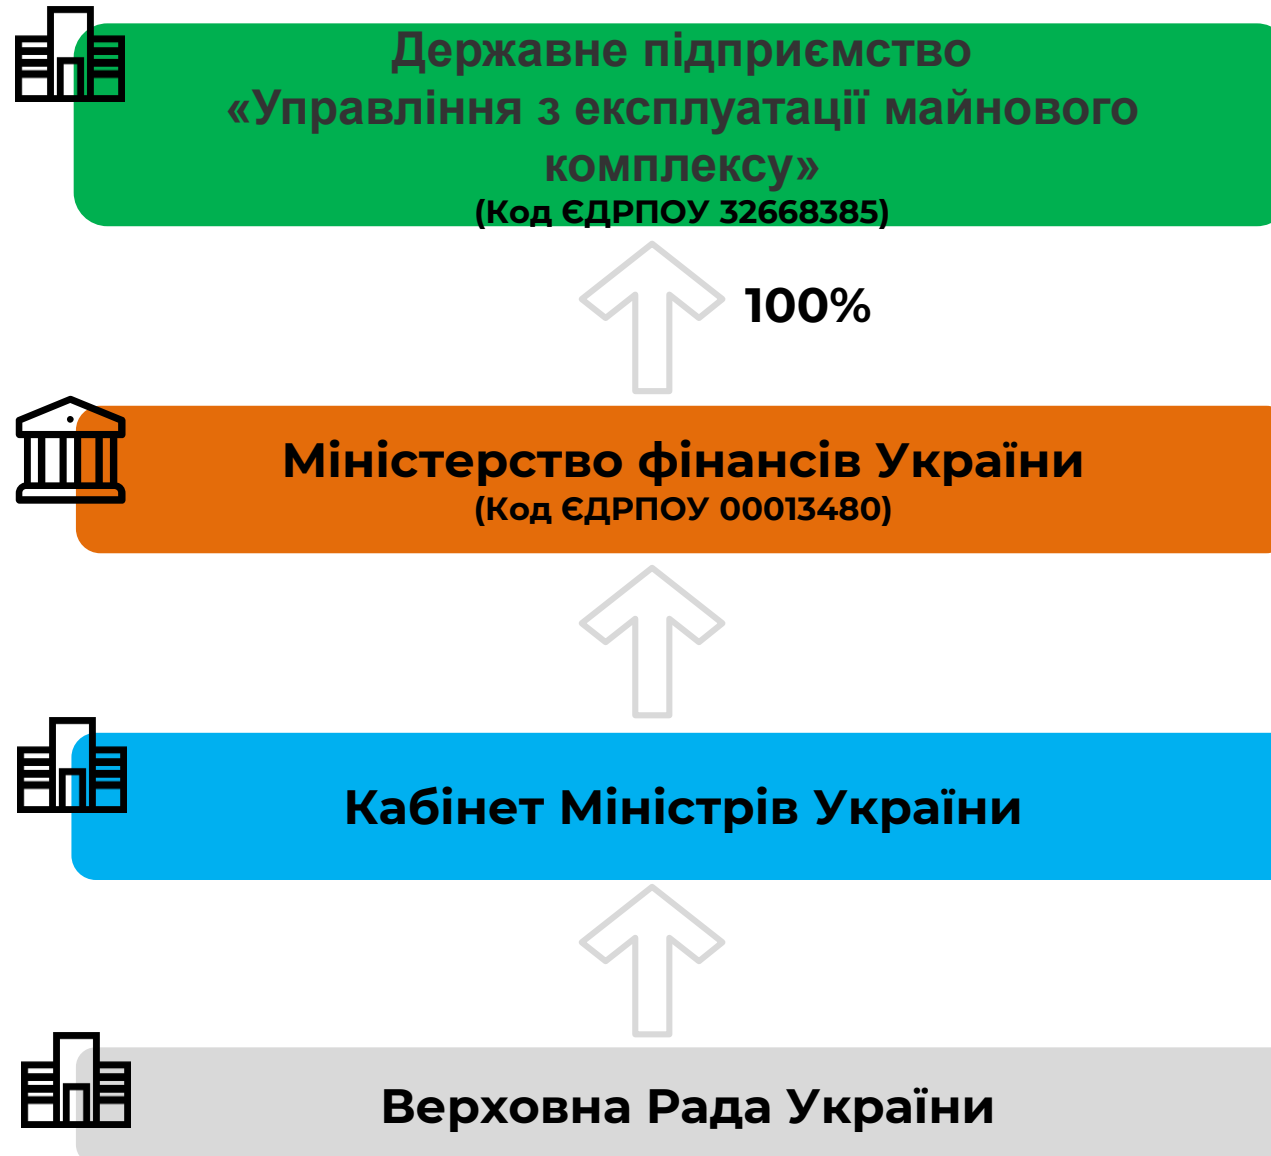 Державне підприємство
«Управління з експлуатації майнового
комплексу»
(Код ЄДРПОУ 32668385)
100%
Міністерство фінансів України
(Код ЄДРПОУ 00013480)
Кабінет Міністрів України
Верховна Рада України